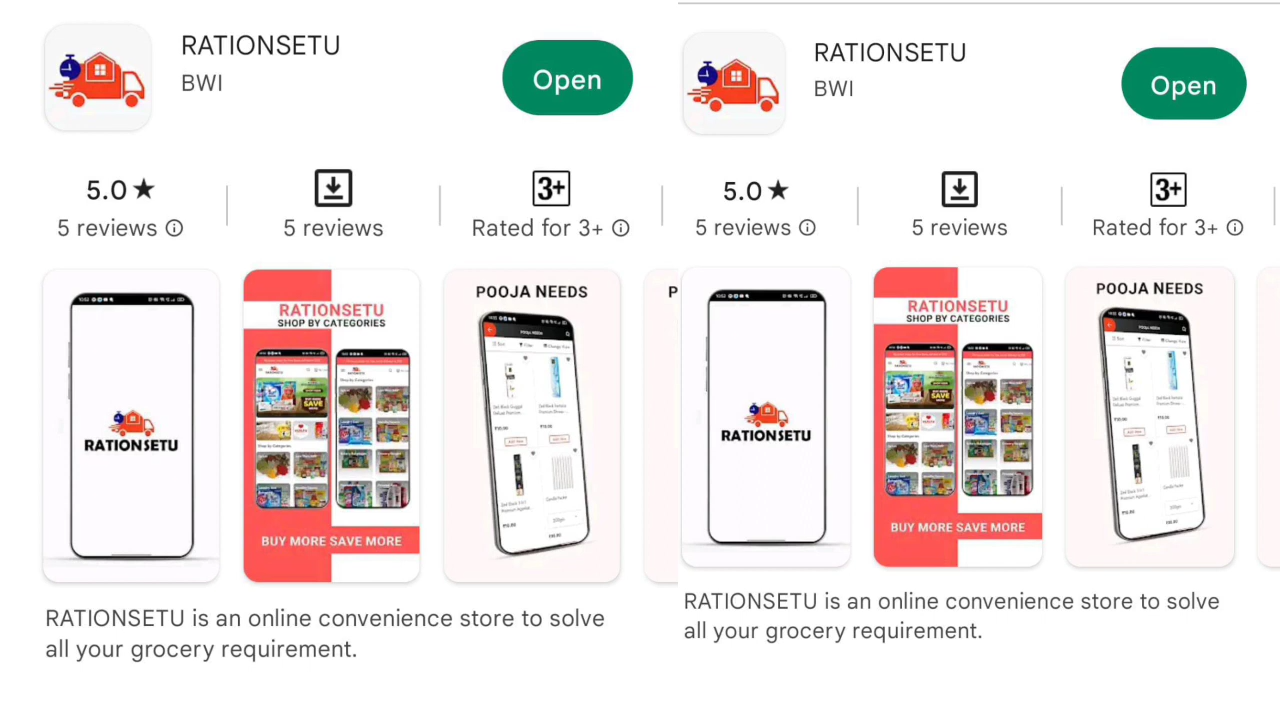 RATIONSETU
BWI
Open
5.0 ★
5 reviews
5 reviews
3+
Rated for 3+
RATIONSETU
RATIONSETU
SHOP BY CATEGORIES
BUY MORE SAVE MORE
POOJA NEEDS
P
RATIONSETU is an online convenience store to solve
all your grocery requirement.
RATIONSETU
BWI
Open
5.0 ★
5 reviews
5 reviews
3+
Rated for 3+
RATIONSETU
RATIONSETU
SHOP BY CATEGORIES
BUY MORE SAVE MORE
POOJA NEEDS
RATIONSETU is an online convenience store to solve
all your grocery requirement.